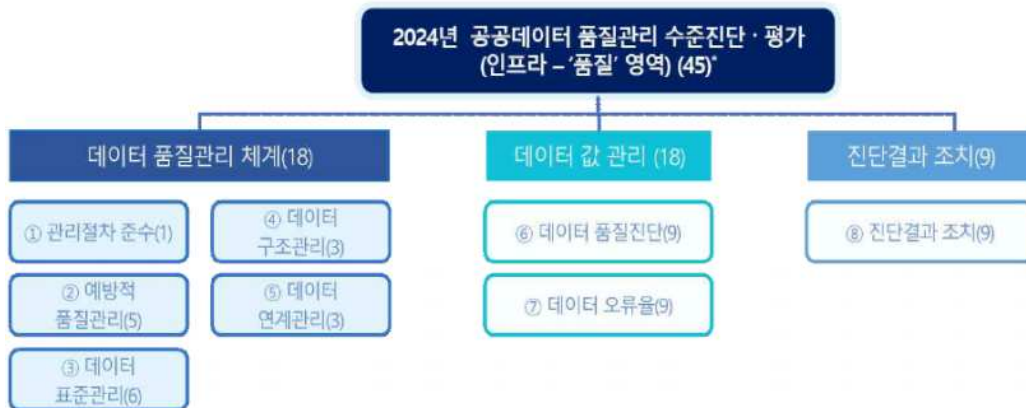 2024년 공공데이터 품질관리 수준진단 · 평가
(인프라 – ‘품질’ 영역) (45)*
데이터 품질관리 체계(18)
데이터 값 관리 (18)
진단결과 조치(9)
① 관리절차 준수(1)
④ 데이터
구조관리(3)
② 예방적
품질관리(5)
⑤ 데이터
연계관리(3)
③ 데이터
표준관리(6)
⑥ 데이터 품질진단(9)
⑦ 데이터 오류율(9)
⑧ 진단결과 조치(9)